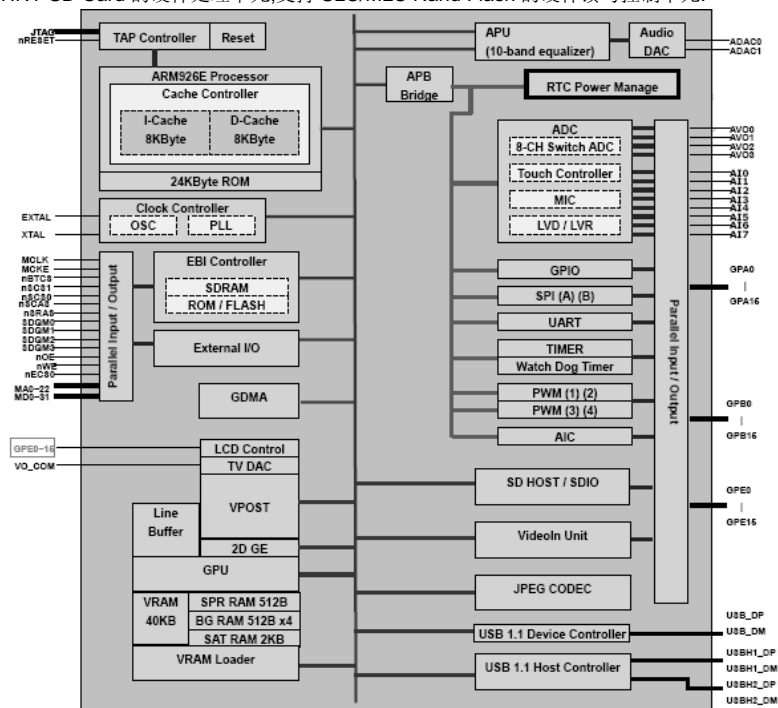 JTAG
nRESET
TAP Controller
Reset
ARM926E Processor
Cache Controller
I-Cache
8KByte
D-Cache
8KByte
24KByte ROM
Clock Controller
OSC
PLL
EXTAL
XTAL
MCLK
MCKE
nBTCS
nSCS1
nSCS0
nSCAS
nSRAS
SDQM0
SDQM1
SDQM2
SDQM3
nOE
nWE
nECS0
MA0-22
MD0-31
Parallel Input / Output
EBI Controller
SDRAM
ROM / FLASH
External I/O
GDMA
GPE0-15
VO_COM
LCD Control
TV DAC
VPOST
Line
Buffer
2D GE
GPU
VRAM
40KB
SPR RAM 512B
BG RAM 512B x4
SAT RAM 2KB
VRAM Loader
APU
(10-band equalizer)
Audio
DAC
ADAC0
ADAC1
APB
Bridge
RTC Power Manage
ADC
8-CH Switch ADC
Touch Controller
MIC
LVD / LVR
AVO0
AVO1
AVO2
AVO3
AI0
AI1
AI2
AI3
AI4
AI5
AI6
AI7
GPIO
SPI (A) (B)
UART
TIMER
Watch Dog Timer
PWM (1) (2)
PWM (3) (4)
AIC
Parallel Input / Output
GPA0
GPA15
GPB0
GPB15
GPE0
GPE15
SD HOST / SDIO
VideoIn Unit
JPEG CODEC
USB 1.1 Device Controller
USB 1.1 Host Controller
USB_DP
USB_DM
USBH1_DP
USBH1_DM
USBH2_DP
USBH2_DM